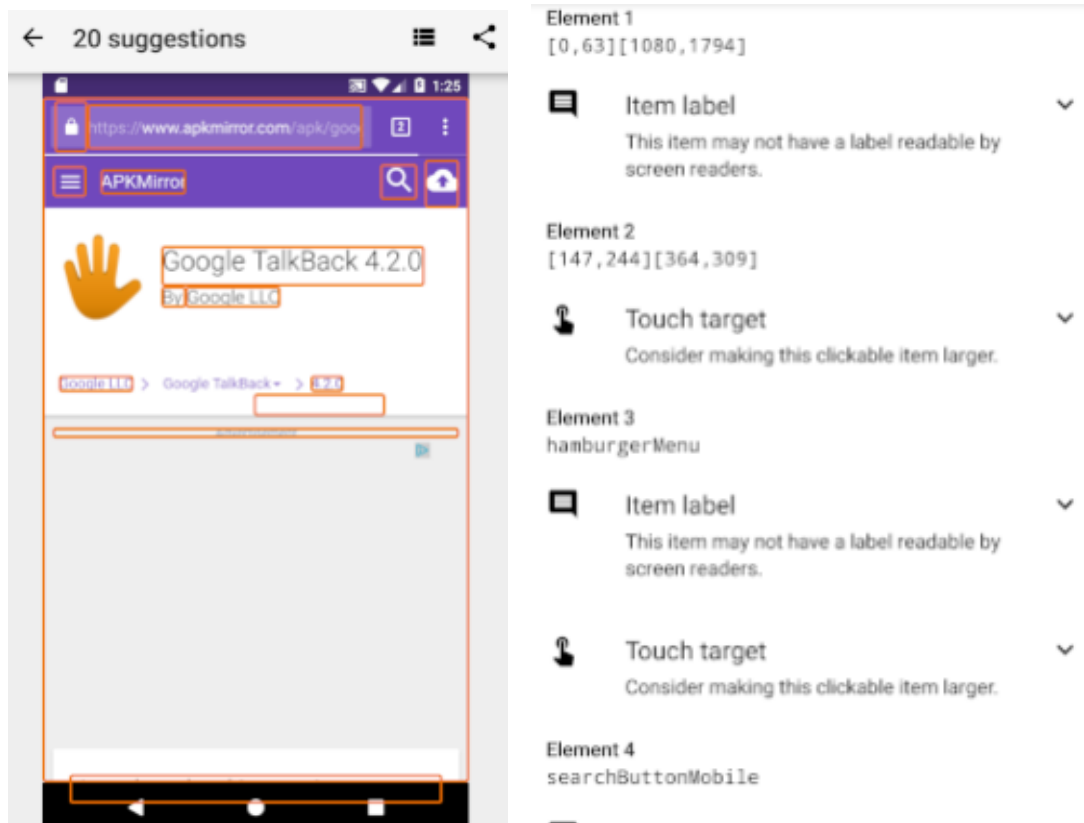 20 suggestions
1:25
https://www.apkmirror.com/apk/goo
2
APKMirror
Google TalkBack 4.2.0
By Google LLC
Google LLC > Google TalkBack > 4.2.0
Advertisement
Element 1
[0,63][1080,1794]
Item label
This item may not have a label readable by
screen readers.
Element 2
[147,244][364,309]
Touch target
Consider making this clickable item larger.
Element 3
hamburgerMenu
Item label
This item may not have a label readable by
screen readers.
Touch target
Consider making this clickable item larger.
Element 4
searchButtonMobile